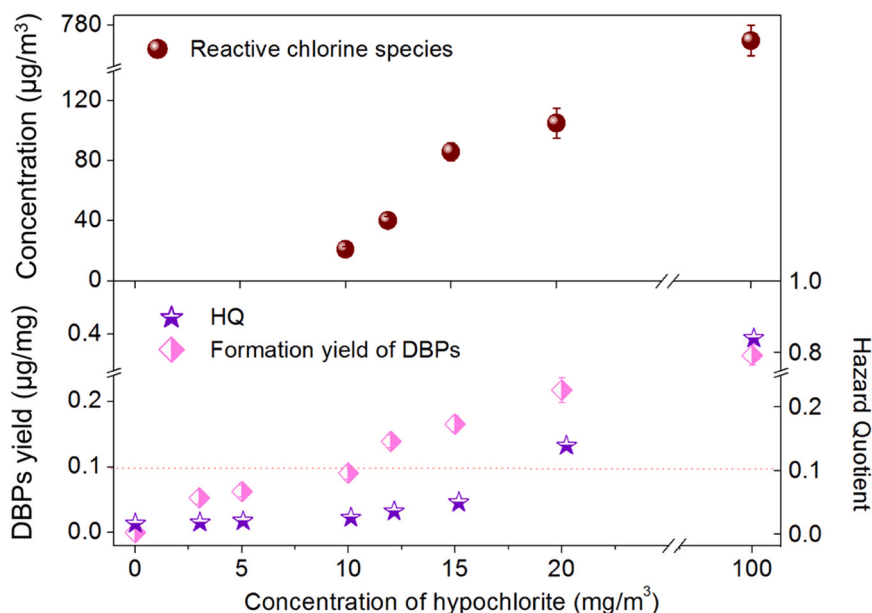 780
Reactive chlorine species
120
80
40
0
Concentration (µg/m³)
1.0
HQ
Formation yield of DBPs
0.4
0.2
0.1
0.0
DBPs yield (µg/mg)
0.8
0.2
0.1
0.0
Hazard Quotient
0 5 10 15 20 100
Concentration of hypochlorite (mg/m³)